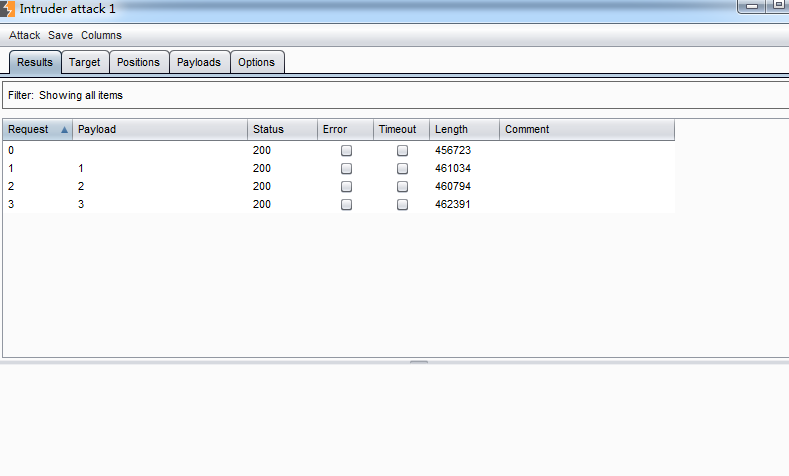 Intruder attack 1
Attack Save Columns
Results Target Positions Payloads Options
Filter: Showing all items
Request Payload Status Error Timeout Length Comment
0 200 456723
1 1 200 461034
2 2 200 460794
3 3 200 462391